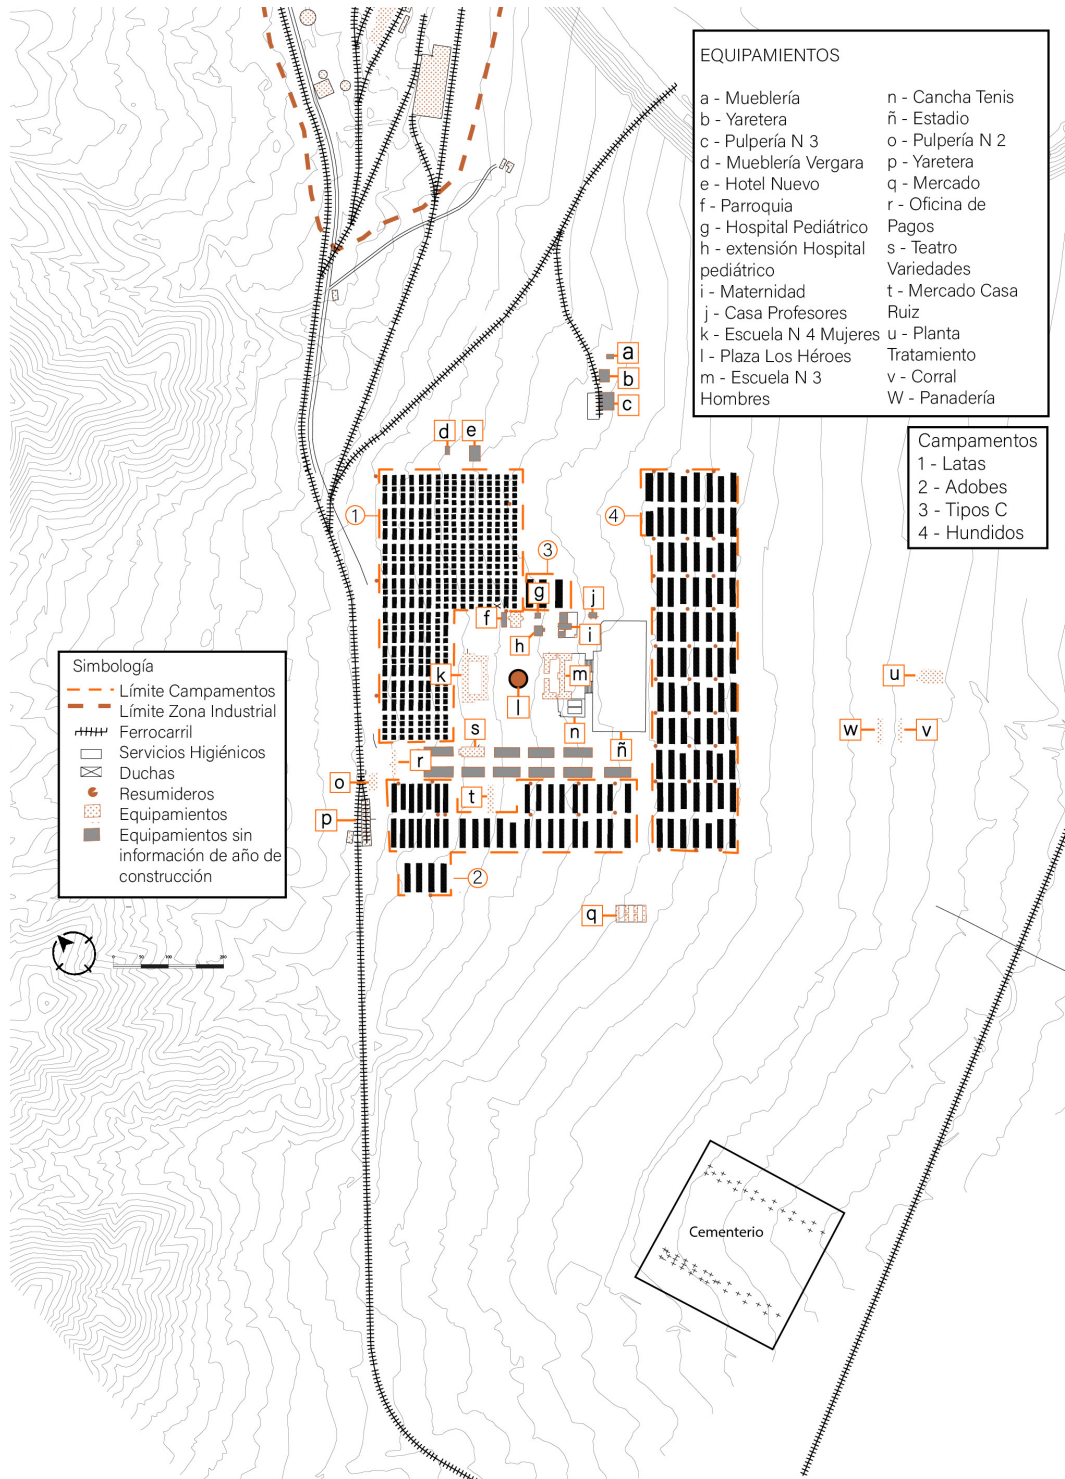 EQUIPAMIENTOS
a - Mueblería
b - Yaretera
c - Pulpería N 3
d - Mueblería Vergara
e - Hotel Nuevo
f - Parroquia
g - Hospital Pediátrico
h - extensión Hospital
pediátrico
i - Maternidad
j - Casa Profesores
k - Escuela N 4 Mujeres
l - Plaza Los Héroes
m - Escuela N 3
Hombres
n - Cancha Tenis
ñ - Estadio
o - Pulpería N 2
p - Yaretera
q - Mercado
r - Oficina de
Pagos
s - Teatro
Variedades
t - Mercado Casa
Ruiz
u - Planta
Tratamiento
v - Corral
W - Panadería
Campamentos
1 - Latas
2 - Adobes
3 - Tipos C
4 - Hundidos
a
b
c
d
e
1
4
3
g
f
j
i
h
k
m
l
n
ñ
s
r
o
t
p
2
q
u
w
v
Simbología
Límite Campamentos
Límite Zona Industrial
Ferrocarril
Servicios Higiénicos
Duchas
Resumideros
Equipamientos
Equipamientos sin
información de año de
construcción
0 50 100 200
Cementerio